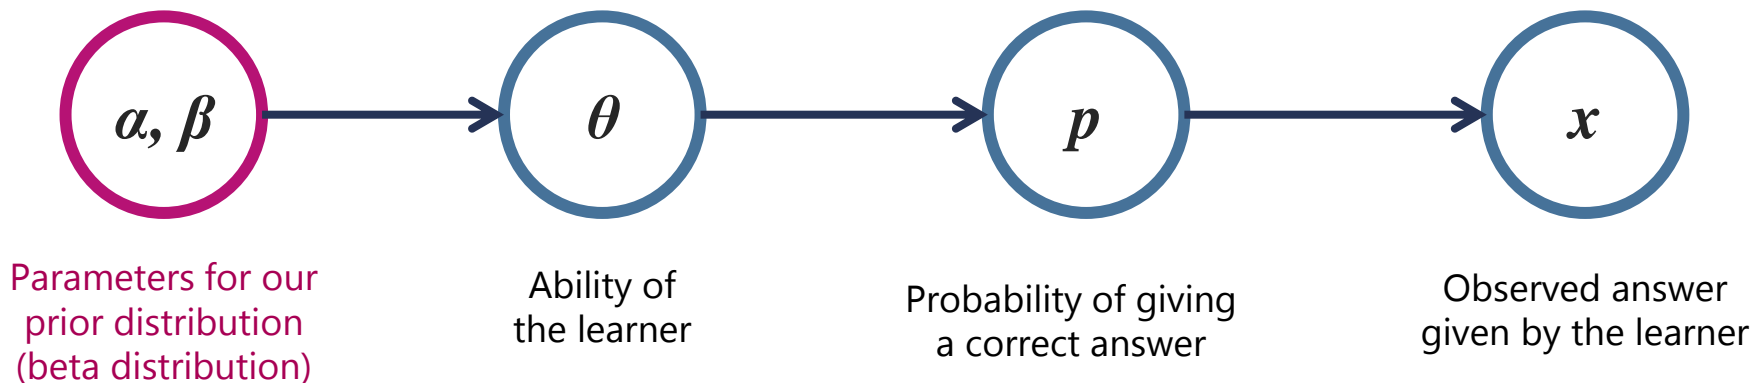 α, β
θ
p
x
Parameters for our
prior distribution
(beta distribution)
Ability of
the learner
Probability of giving
a correct answer
Observed answer
given by the learner